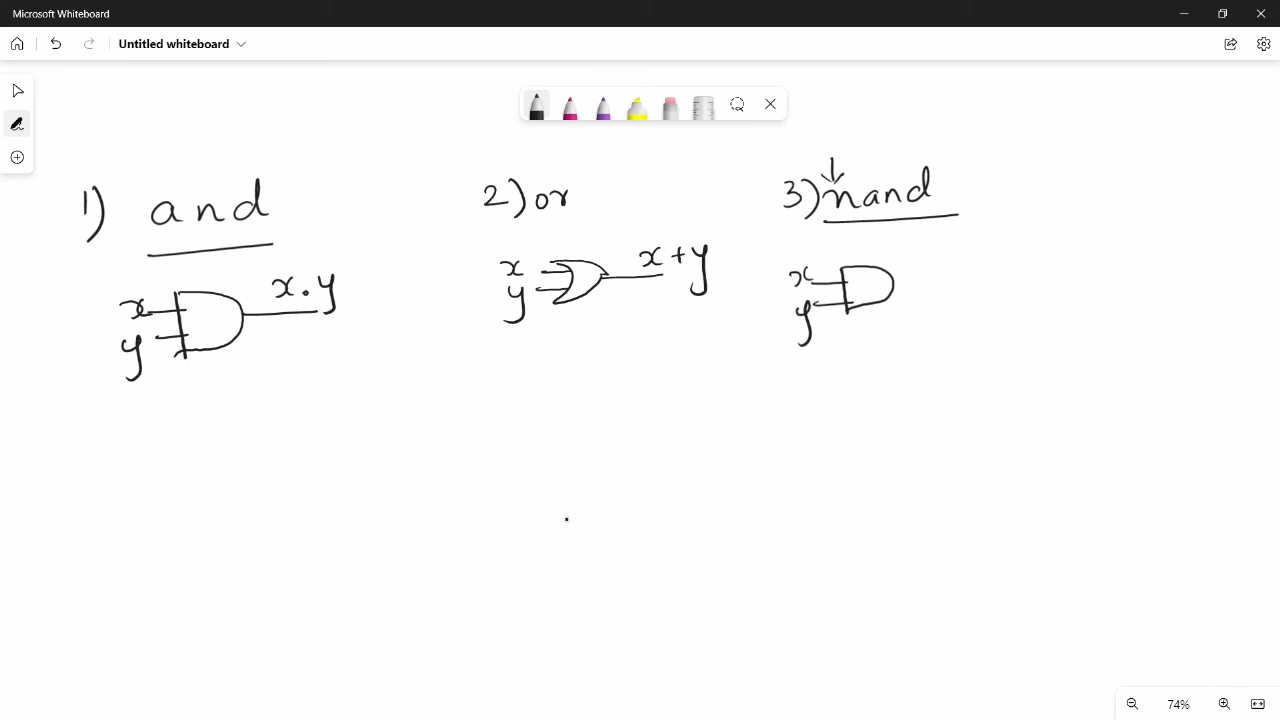 Microsoft Whiteboard
Untitled whiteboard
1) and
x
y
x.y
2) or
x
y
x+y
3) nand
x
y
74%